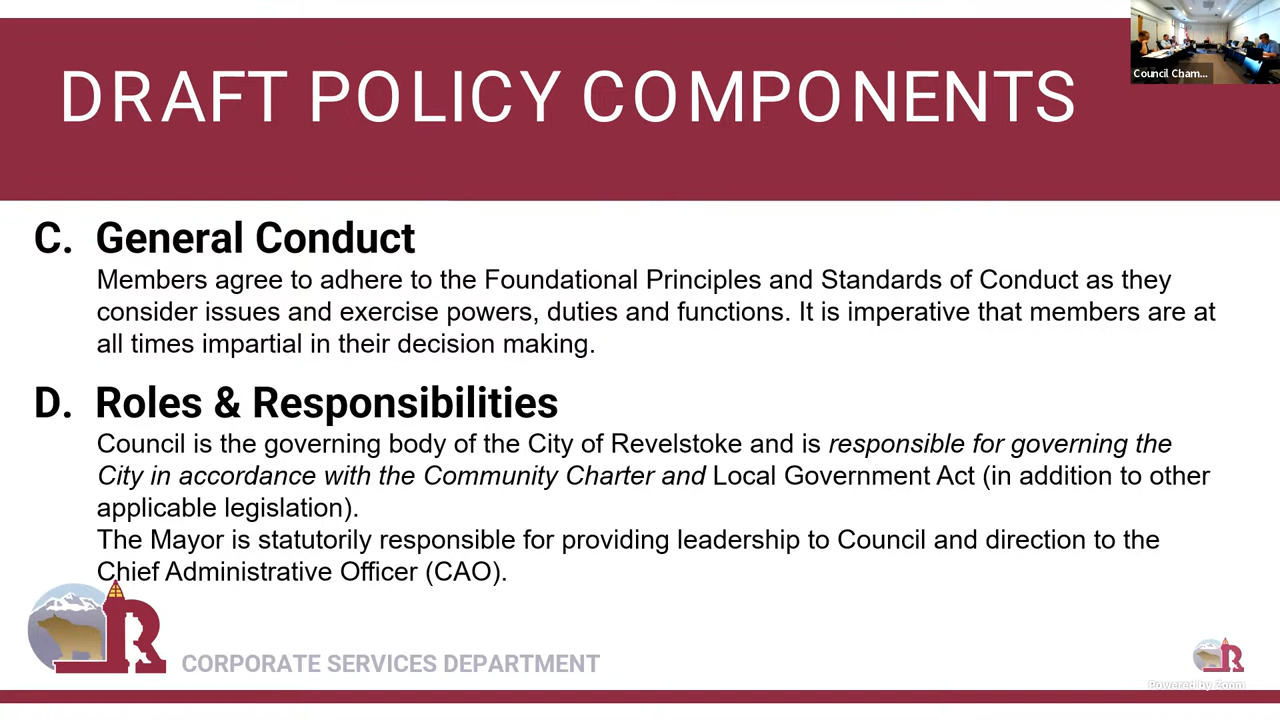 DRAFT POLICY COMPONENTS
Council Cham...
C. General Conduct
Members agree to adhere to the Foundational Principles and Standards of Conduct as they
consider issues and exercise powers, duties and functions. It is imperative that members are at
all times impartial in their decision making.
D. Roles & Responsibilities
Council is the governing body of the City of Revelstoke and is responsible for governing the
City in accordance with the Community Charter and Local Government Act (in addition to other
applicable legislation).
The Mayor is statutorily responsible for providing leadership to Council and direction to the
Chief Administrative Officer (CAO).
R
CORPORATE SERVICES DEPARTMENT
R
Powered by Zoom